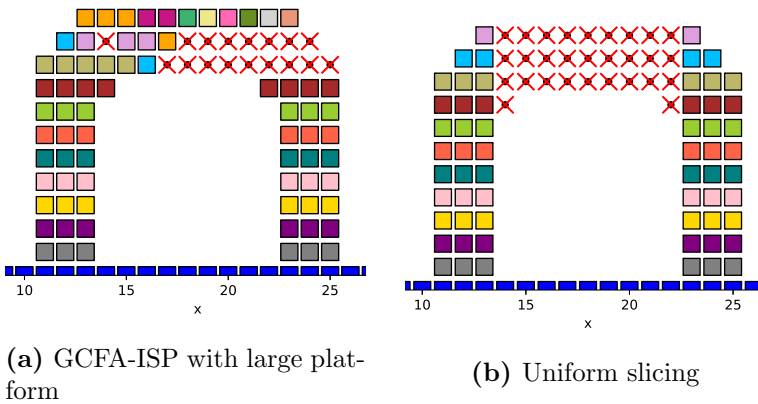 10 15 20 25
x
(a) GCFA-ISP with large plat-
form
10 15 20 25
x
(b) Uniform slicing